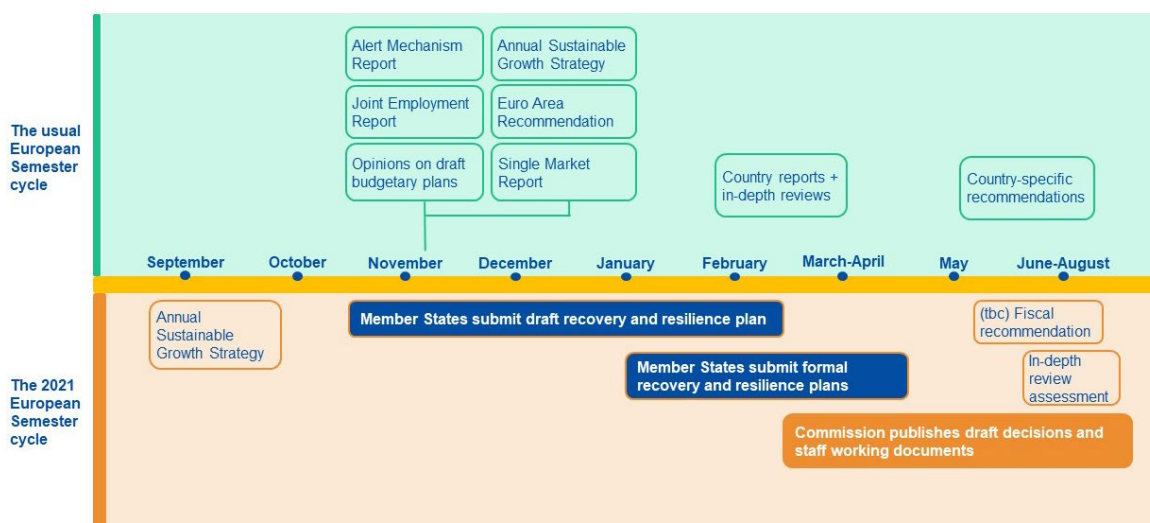 The usual
European
Semester
cycle
Alert Mechanism
Report
Annual Sustainable
Growth Strategy
Joint Employment
Report
Euro Area
Recommendation
Opinions on draft
budgetary plans
Single Market
Report
Country reports +
in-depth reviews
Country-specific
recommendations
September
October
November
December
January
February
March-April
May
June-August
The 2021
European
Semester
cycle
Annual
Sustainable
Growth Strategy
Member States submit draft recovery and resilience plan
Member States submit formal
recovery and resilience plans
(tbc) Fiscal
recommendation
In-depth
review
assessment
Commission publishes draft decisions and
staff working documents